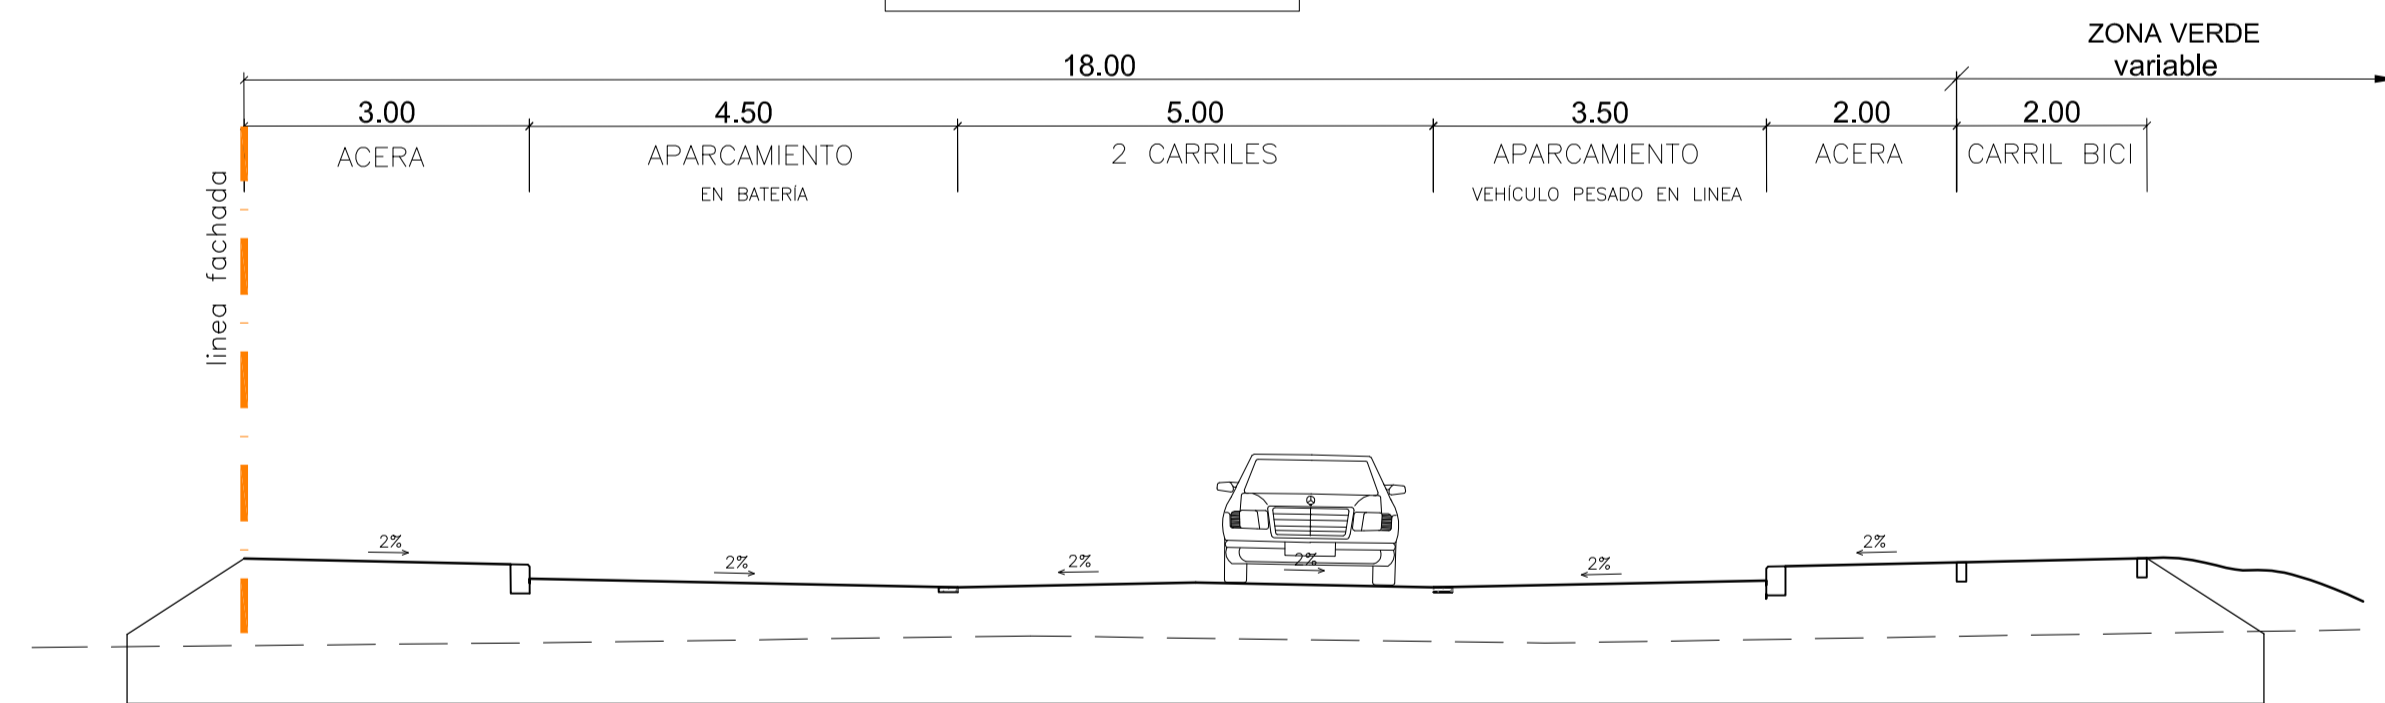 ZONA VERDE
variable
18.00
3.00 4.50 5.00 3.50 2.00 2.00
ACERA APARCAMIENTO 2 CARRILES APARCAMIENTO ACERA CARRIL BICI
EN BATERÍA VEHÍCULO PESADO EN LINEA
linea fachada
2% 2% 2% 2% 2% 2%